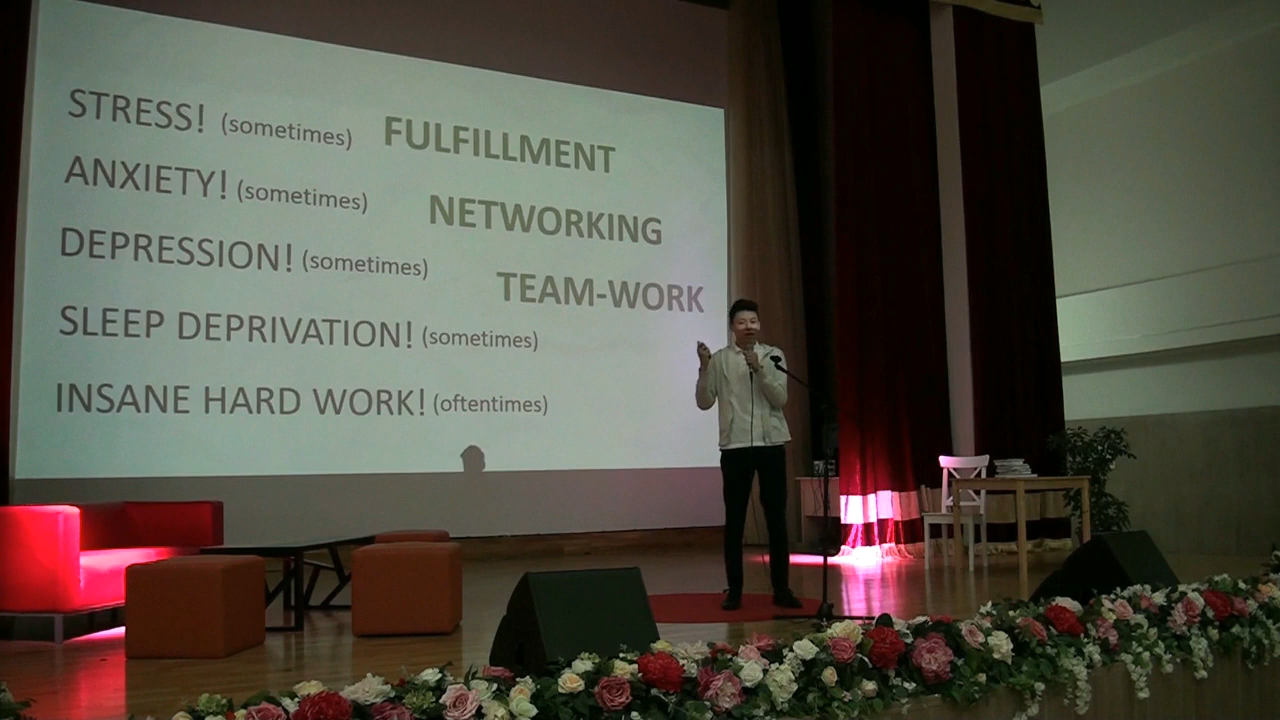 STRESS! (sometimes)
ANXIETY! (sometimes)
DEPRESSION! (sometimes)
SLEEP DEPRIVATION! (sometimes)
INSANE HARD WORK! (oftentimes)
FULFILLMENT
NETWORKING
TEAM-WORK